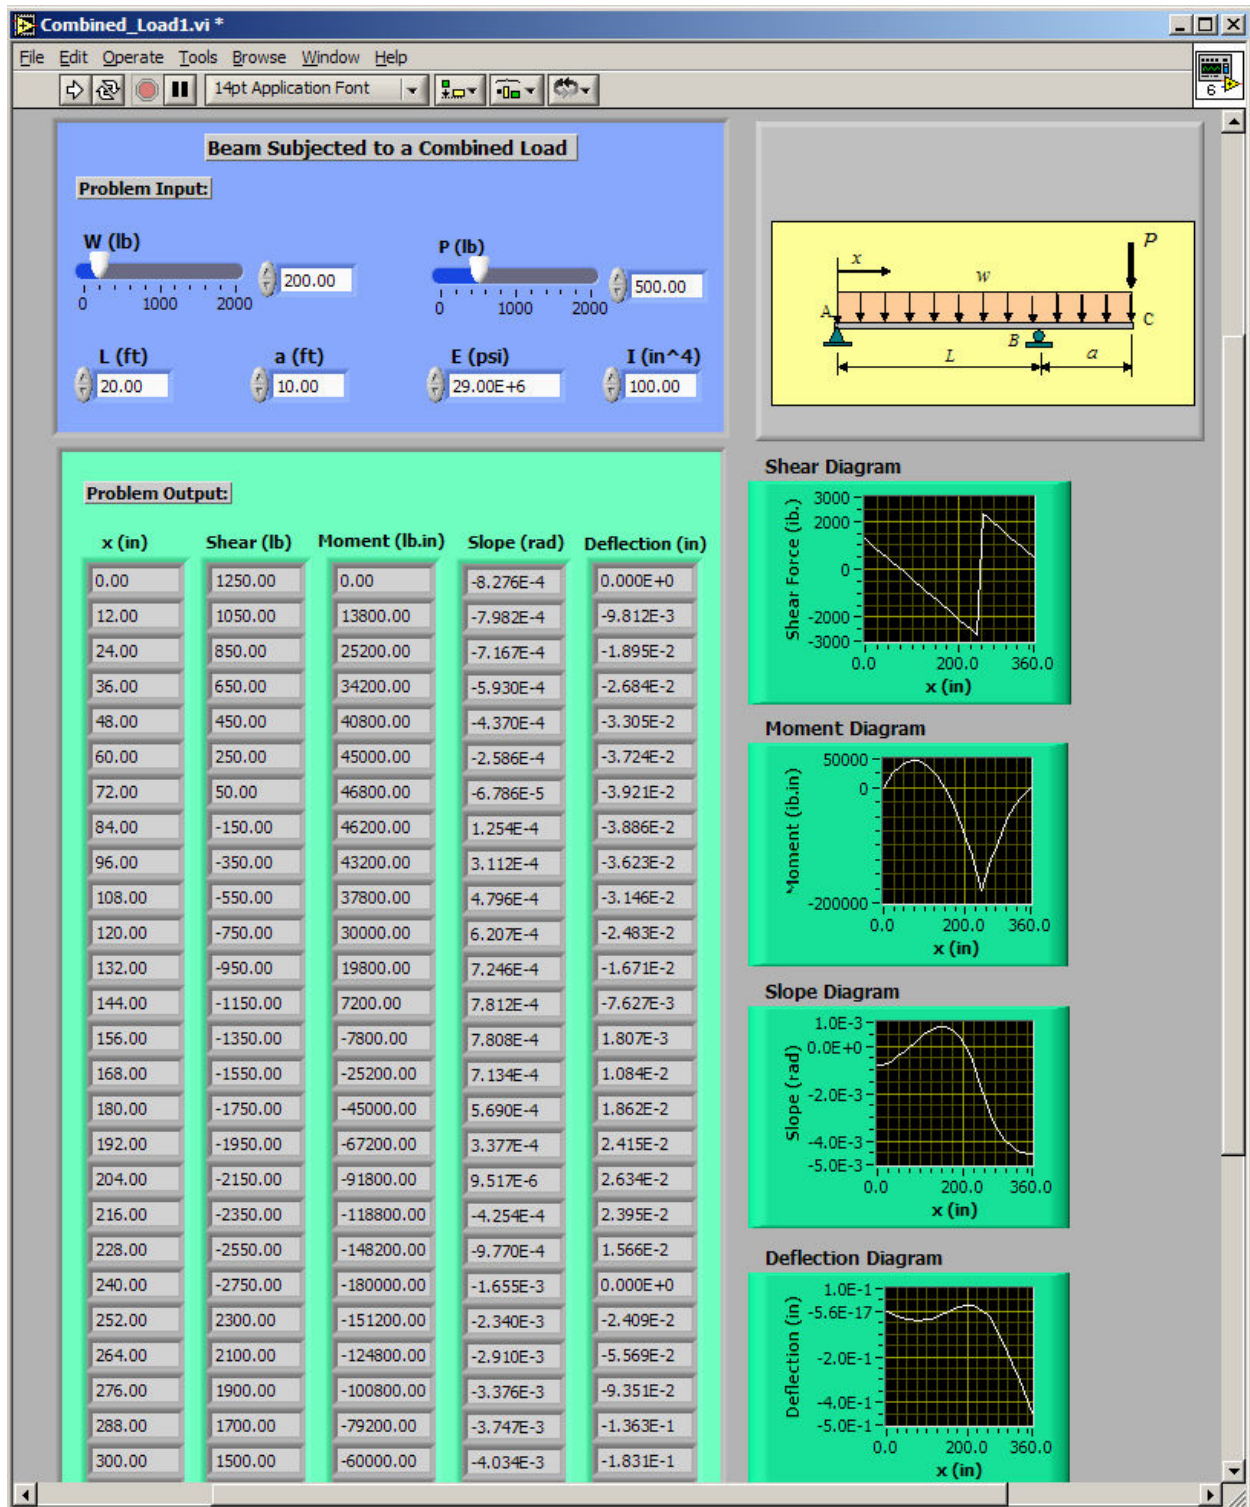 Combined_Load1.vi *
File Edit Operate Tools Browse Window Help
14pt Application Font
6
Beam Subjected to a Combined Load
Problem Input:
W (lb)
200.00
0 1000 2000
P (lb)
500.00
0 1000 2000
L (ft) a (ft) E (psi) I (in^4)
20.00 10.00 29.00E+6 100.00
P
x
w
A
C
B
L
a
Problem Output:
x (in) Shear (lb) Moment (lb.in) Slope (rad) Deflection (in)
0.00 1250.00 0.00 -8.276E-4 0.000E+0
12.00 1050.00 13800.00 -7.982E-4 -9.812E-3
24.00 850.00 25200.00 -7.167E-4 -1.895E-2
36.00 650.00 34200.00 -5.930E-4 -2.684E-2
48.00 450.00 40800.00 -4.370E-4 -3.305E-2
60.00 250.00 45000.00 -2.586E-4 -3.724E-2
72.00 50.00 46800.00 -6.786E-5 -3.921E-2
84.00 -150.00 46200.00 1.254E-4 -3.886E-2
96.00 -350.00 43200.00 3.112E-4 -3.623E-2
108.00 -550.00 37800.00 4.796E-4 -3.146E-2
120.00 -750.00 30000.00 6.207E-4 -2.483E-2
132.00 -950.00 19800.00 7.246E-4 -1.671E-2
144.00 -1150.00 7200.00 7.812E-4 -7.627E-3
156.00 -1350.00 -7800.00 7.808E-4 1.807E-3
168.00 -1550.00 -25200.00 7.134E-4 1.084E-2
180.00 -1750.00 -45000.00 5.690E-4 1.862E-2
192.00 -1950.00 -67200.00 3.377E-4 2.415E-2
204.00 -2150.00 -91800.00 9.517E-6 2.634E-2
216.00 -2350.00 -118800.00 -4.254E-4 2.395E-2
228.00 -2550.00 -148200.00 -9.770E-4 1.566E-2
240.00 -2750.00 -180000.00 -1.655E-3 0.000E+0
252.00 2300.00 -151200.00 -2.340E-3 -2.409E-2
264.00 2100.00 -124800.00 -2.910E-3 -5.569E-2
276.00 1900.00 -100800.00 -3.376E-3 -9.351E-2
288.00 1700.00 -79200.00 -3.747E-3 -1.363E-1
300.00 1500.00 -60000.00 -4.034E-3 -1.831E-1
Shear Diagram
Shear Force (ib.)
3000
2000
0
-2000
-3000
0.0 200.0 360.0
x (in)
Moment Diagram
Moment (ib.in)
50000
0
-200000
0.0 200.0 360.0
x (in)
Slope Diagram
Slope (rad)
1.0E-3
0.0E+0
-2.0E-3
-4.0E-3
-5.0E-3
0.0 200.0 360.0
x (in)
Deflection Diagram
Deflection (in)
1.0E-1
-5.6E-17
-2.0E-1
-4.0E-1
-5.0E-1
0.0 200.0 360.0
x (in)